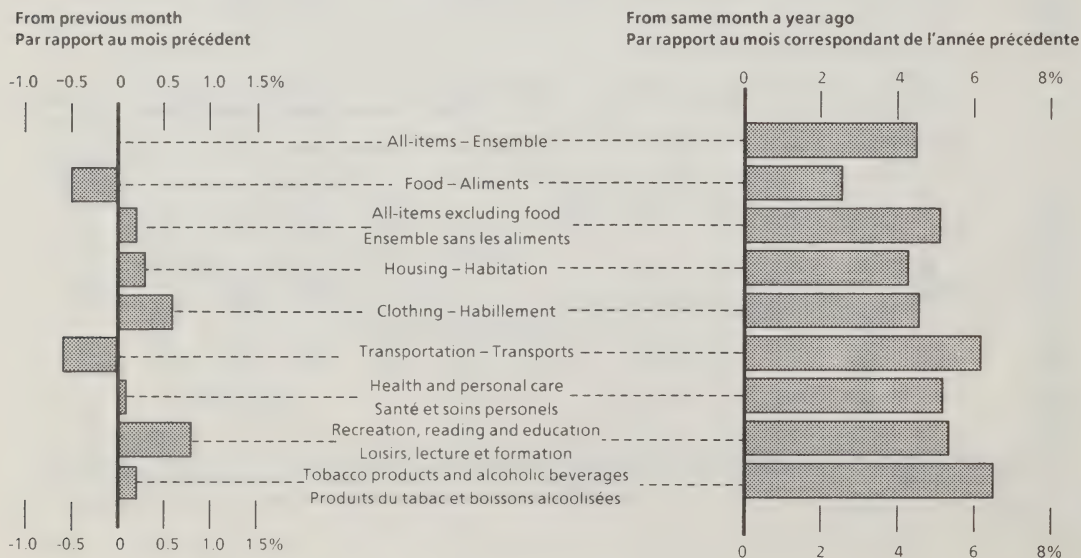 From previous month
Par rapport au mois précédent
From same month a year ago
Par rapport au mois correspondant de l'année précédente
-1.0 -0.5 0 0.5 1.0 1.5%
0 2 4 6 8%
All-items – Ensemble
Food – Aliments
All-items excluding food
Ensemble sans les aliments
Housing – Habitation
Clothing – Habillement
Transportation – Transports
Health and personal care
Santé et soins personels
Recreation, reading and education
Loisirs, lecture et formation
Tobacco products and alcoholic beverages
Produits du tabac et boissons alcoolisées
-1.0 -0.5 0 0.5 1.0 1 5%
0 2 4 6 8%